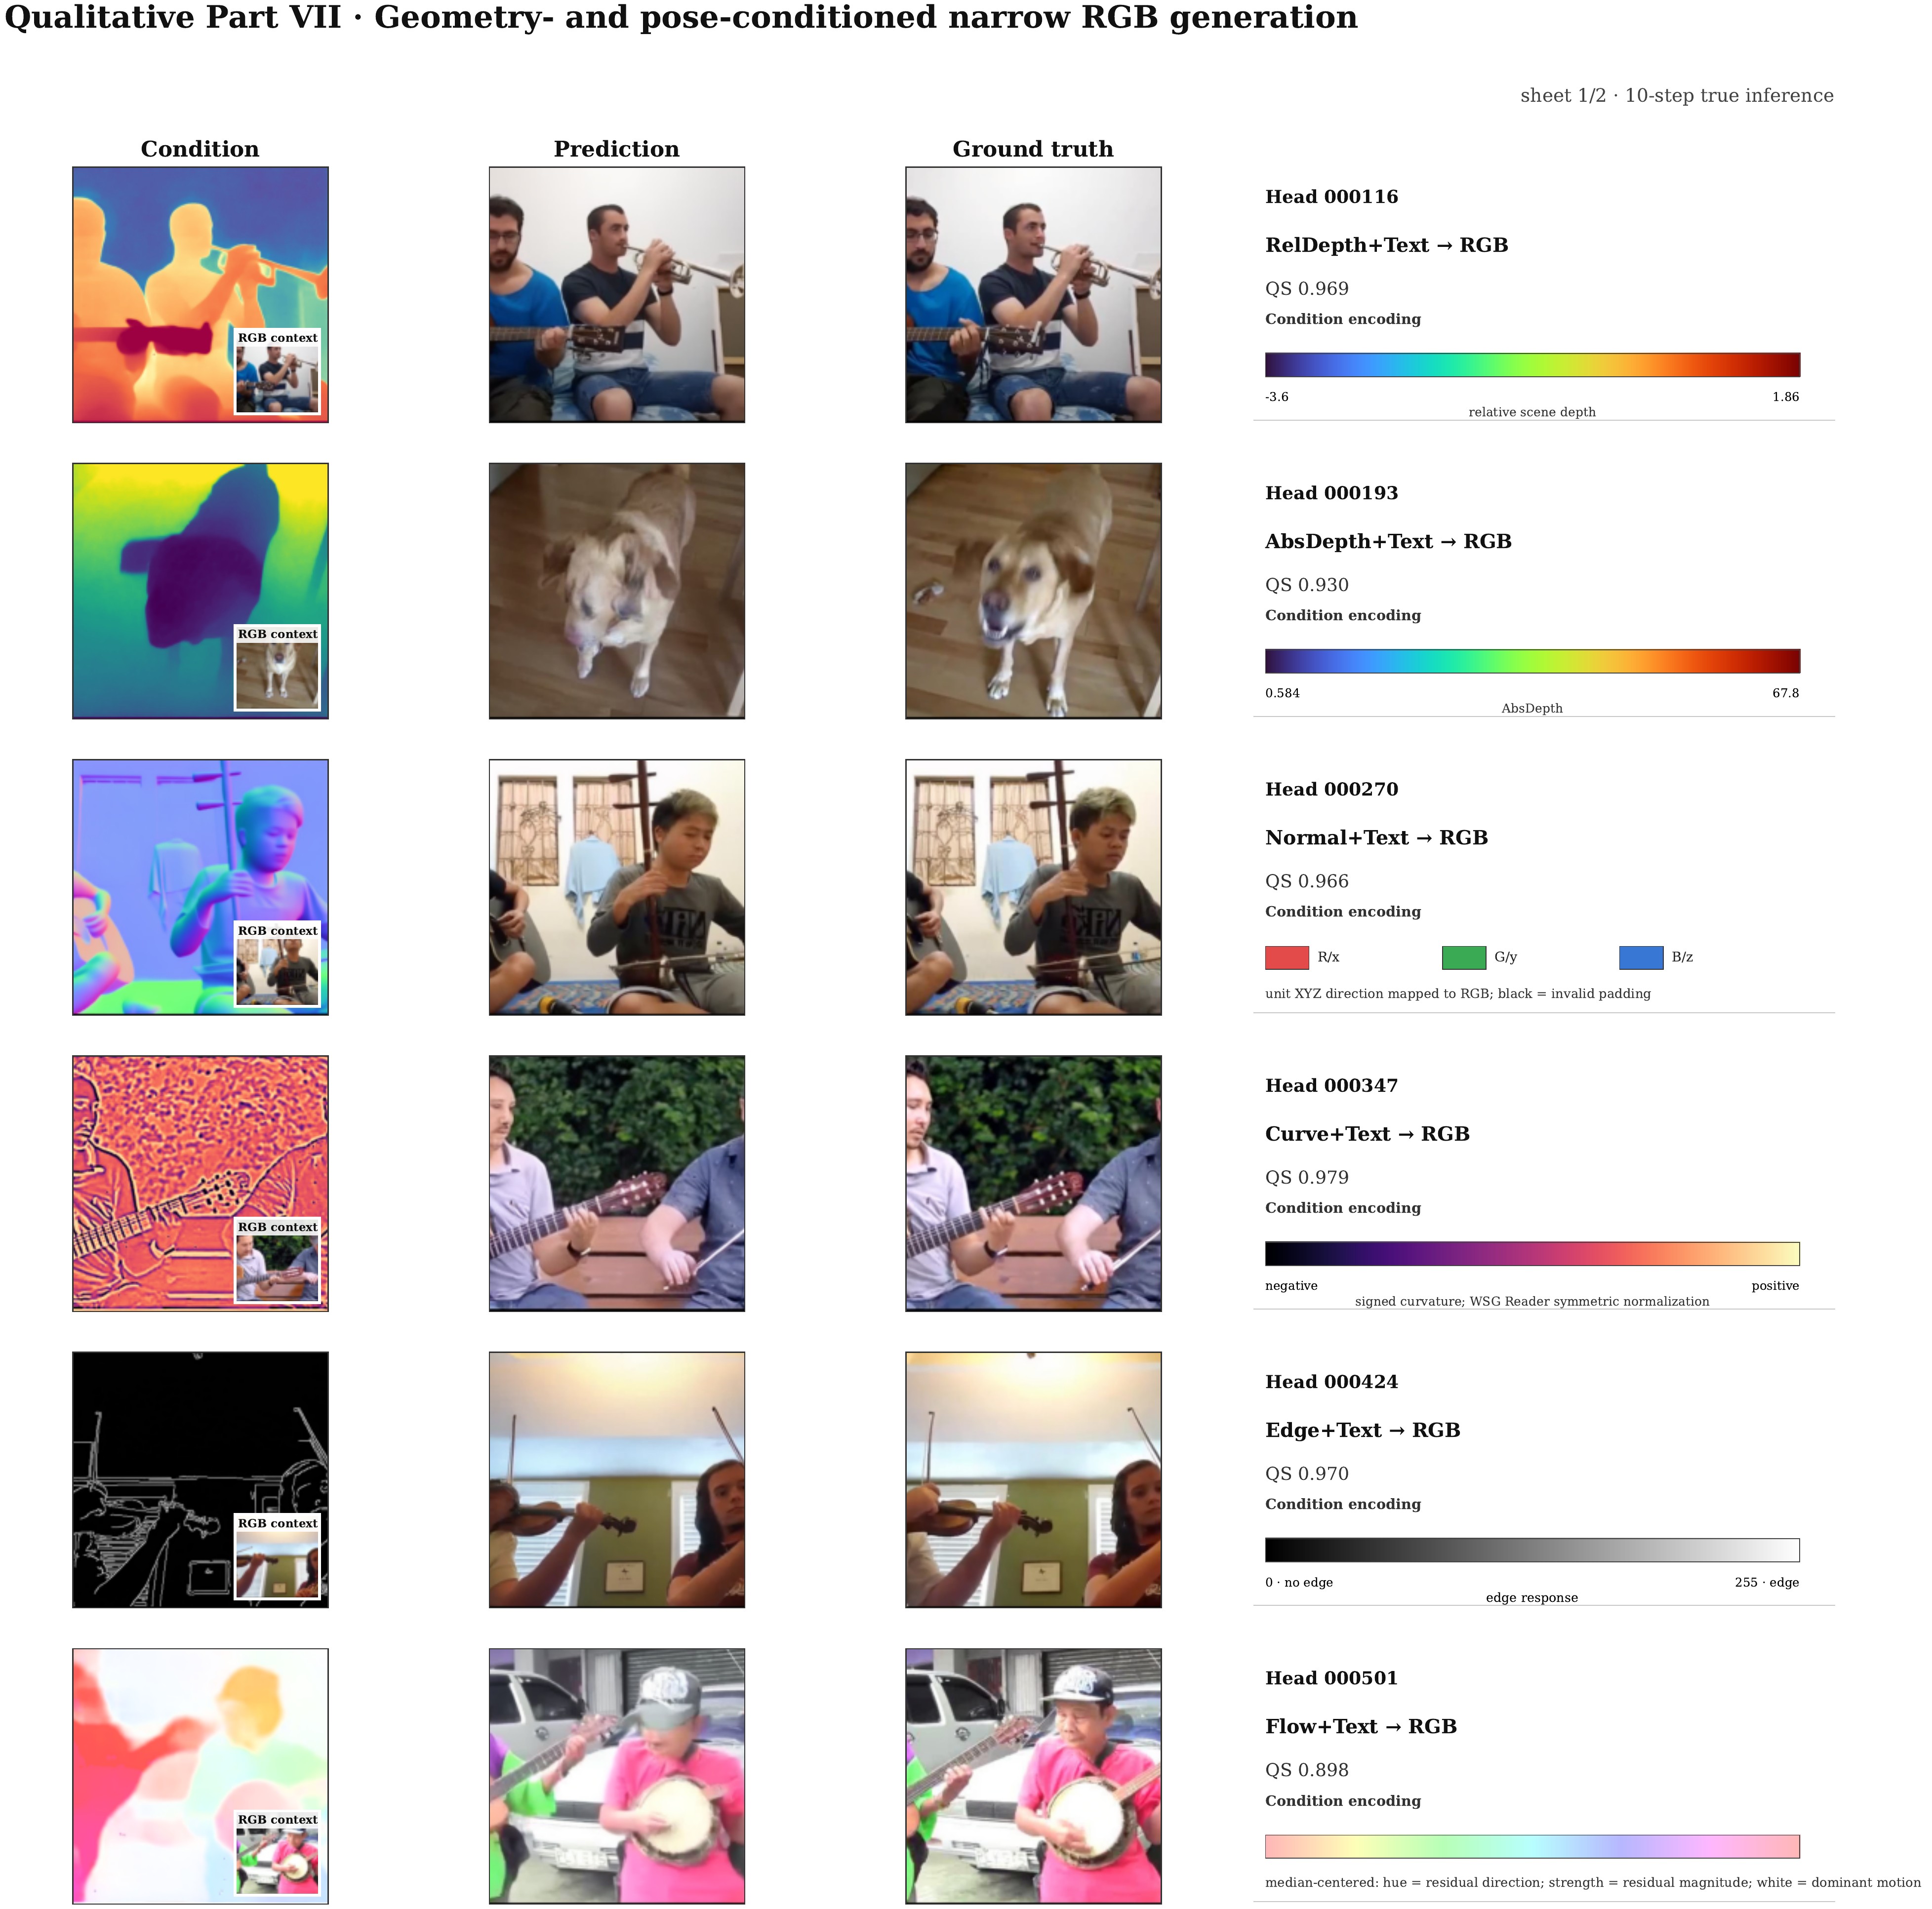 Qualitative Part VII · Geometry- and pose-conditioned narrow RGB generation
sheet 1/2 · 10-step true inference
Condition
Prediction
Ground truth
RGB context
Head 000116
RelDepth+Text → RGB
QS 0.969
Condition encoding
-3.6
1.86
relative scene depth
RGB context
Head 000193
AbsDepth+Text → RGB
QS 0.930
Condition encoding
0.584
67.8
AbsDepth
RGB context
Head 000270
Normal+Text → RGB
QS 0.966
Condition encoding
R/x
G/y
B/z
unit XYZ direction mapped to RGB; black = invalid padding
RGB context
Head 000347
Curve+Text → RGB
QS 0.979
Condition encoding
negative
positive
signed curvature; WSG Reader symmetric normalization
RGB context
Head 000424
Edge+Text → RGB
QS 0.970
Condition encoding
0 · no edge
255 · edge
edge response
RGB context
Head 000501
Flow+Text → RGB
QS 0.898
Condition encoding
median-centered: hue = residual direction; strength = residual magnitude; white = dominant motion